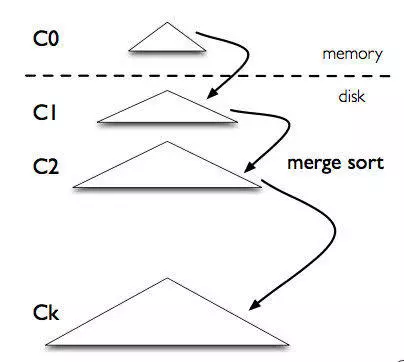 C0
memory
disk
C1
C2
merge sort
Ck